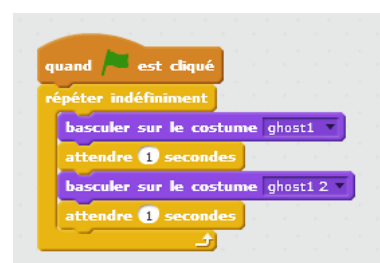 quand est cliqué
répéter indéfiniment
basculer sur le costume ghost1
attendre 1 secondes
basculer sur le costume ghost1 2
attendre 1 secondes